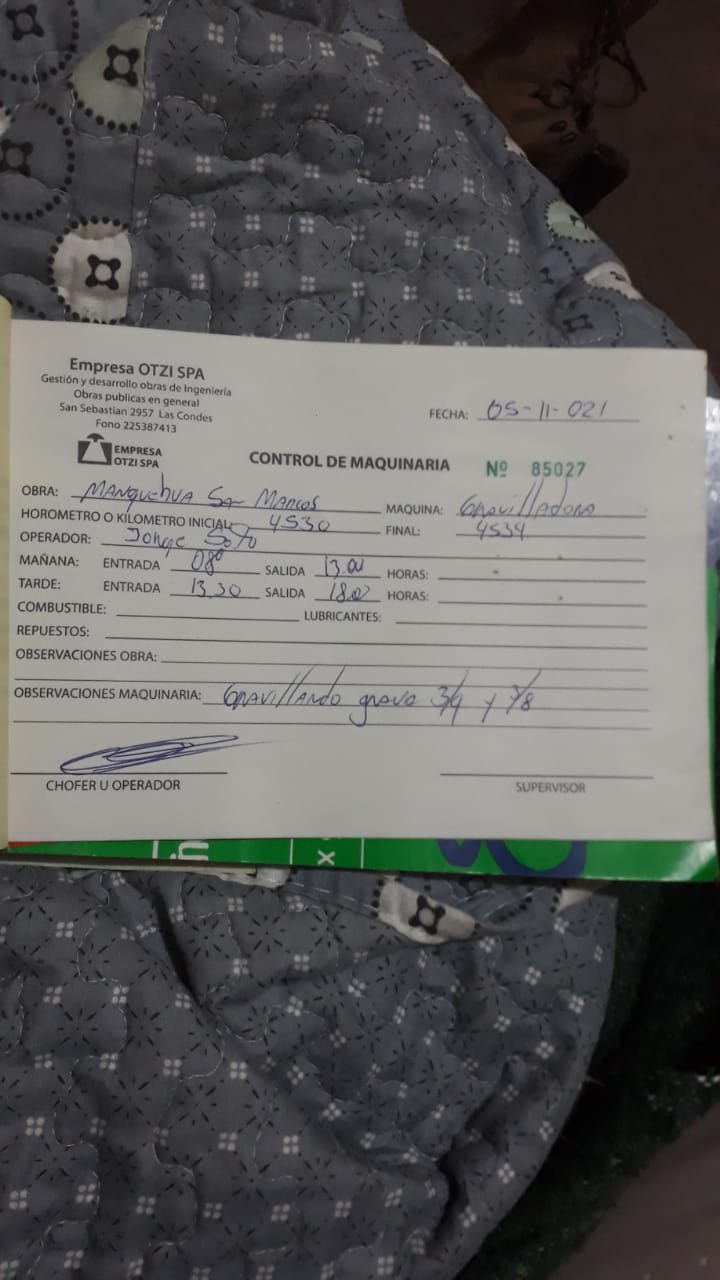 Empresa OTZI SPA
Gestión y desarrollo obras de Ingeniería
Obras publicas en general
San Sebastian 2957 Las Condes
Fono 225387413
EMPRESA
OTZI SPA
FECHA: 05-11-021
CONTROL DE MAQUINARIA Nº 85027
OBRA: Manquehua San Marcos MAQUINA: Gravilladora
HOROMETRO O KILOMETRO INICIAL 4530 FINAL: 4534
OPERADOR: Jorge Soto
MAÑANA: ENTRADA 08⁰ SALIDA 13.00 HORAS:
TARDE: ENTRADA 13.30 SALIDA 18.00 HORAS:
COMBUSTIBLE: LUBRICANTES:
REPUESTOS:
OBSERVACIONES OBRA:
OBSERVACIONES MAQUINARIA: Gravillando grava 3/4 y 3/8
CHOFER U OPERADOR SUPERVISOR
x